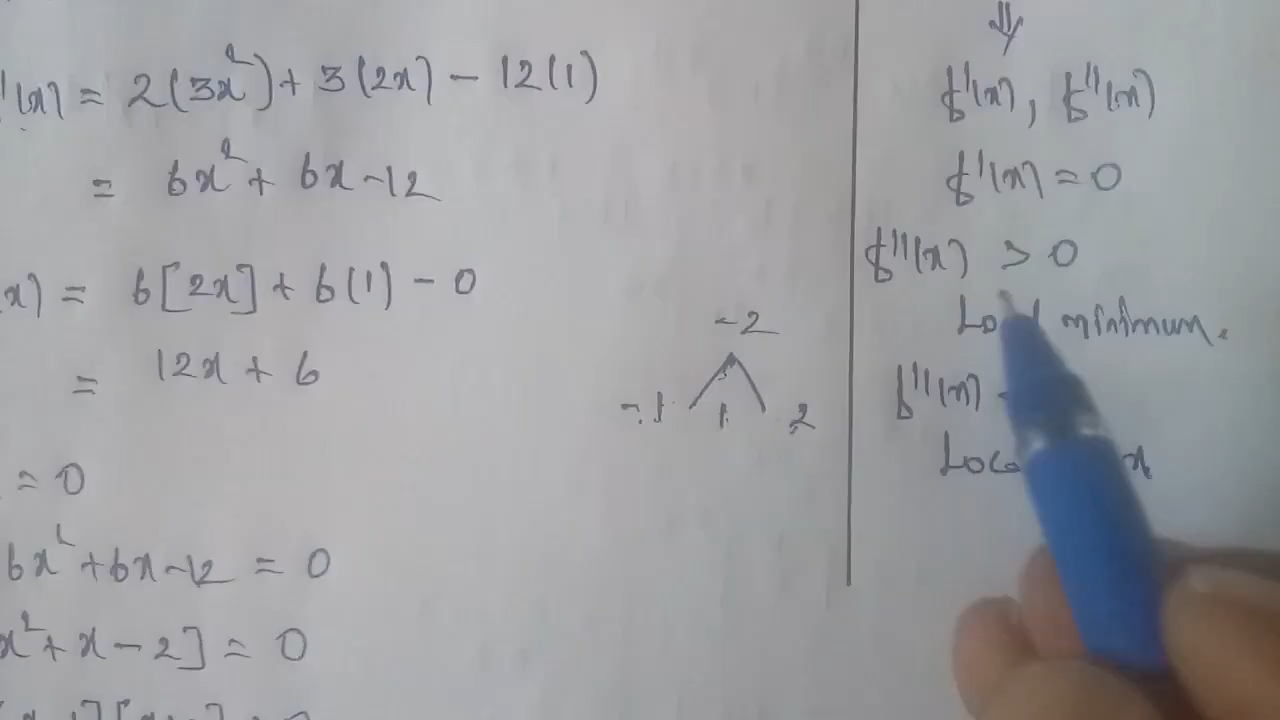 '(x) = 2(3x²) + 3(2x) - 12(1)
= 6x² + 6x - 12
x) = 6[2x] + 6(1) - 0
= 12x + 6
= 0
6x² + 6x - 12 = 0
x² + x - 2] = 0
-2
-1 1 2
⇓
f'(x), f''(x)
f'(x) = 0
f''(x) > 0
Local minimum.
f''(x)